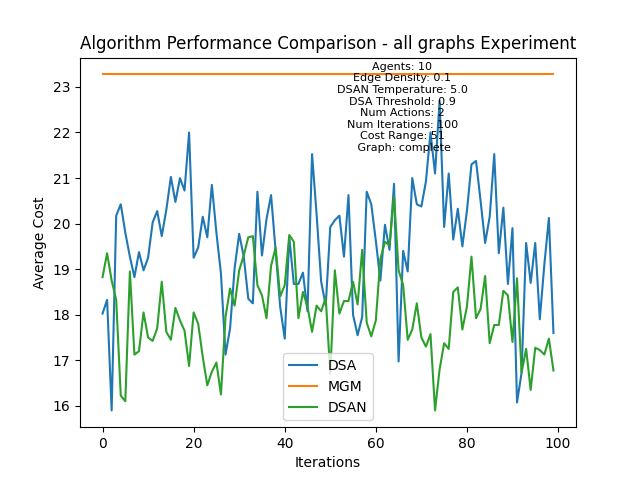 Algorithm Performance Comparison - all graphs Experiment
Agents: 10
Edge Density: 0.1
DSAN Temperature: 5.0
DSA Threshold: 0.9
Num Actions: 2
Num Iterations: 100
Cost Range: 51
Graph: complete
Average Cost
23
22
21
20
19
18
17
16
DSA
MGM
DSAN
0
20
40
60
80
100
Iterations